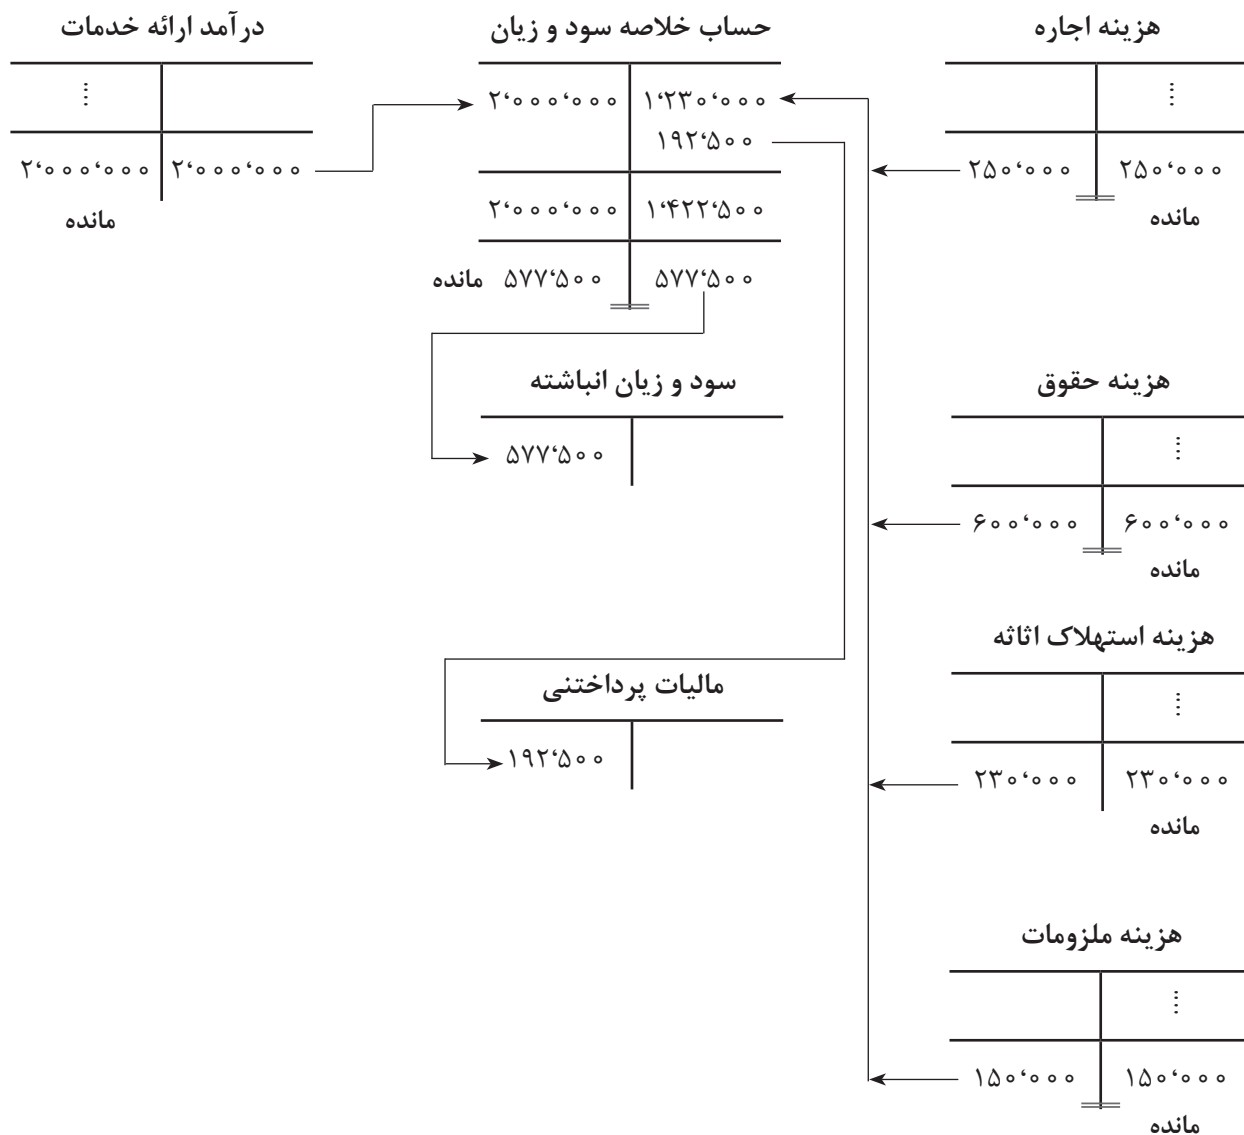 هزینه اجاره
⋮
۲۵۰٬۰۰۰ ۲۵۰٬۰۰۰
مانده
حساب خلاصه سود و زیان
۱٬۲۳۰٬۰۰۰ ۲٬۰۰۰٬۰۰۰
۱۹۲٬۵۰۰
۱٬۴۲۲٬۵۰۰ ۲٬۰۰۰٬۰۰۰
۵۷۷٬۵۰۰ ۵۷۷٬۵۰۰ مانده
درآمد ارائه خدمات
⋮
۲٬۰۰۰٬۰۰۰ ۲٬۰۰۰٬۰۰۰
مانده
هزینه حقوق
⋮
۶۰۰٬۰۰۰ ۶۰۰٬۰۰۰
مانده
سود و زیان انباشته
۵۷۷٬۵۰۰
هزینه استهلاک اثاثه
⋮
۲۳۰٬۰۰۰ ۲۳۰٬۰۰۰
مانده
مالیات پرداختنی
۱۹۲٬۵۰۰
هزینه ملزومات
⋮
۱۵۰٬۰۰۰ ۱۵۰٬۰۰۰
مانده